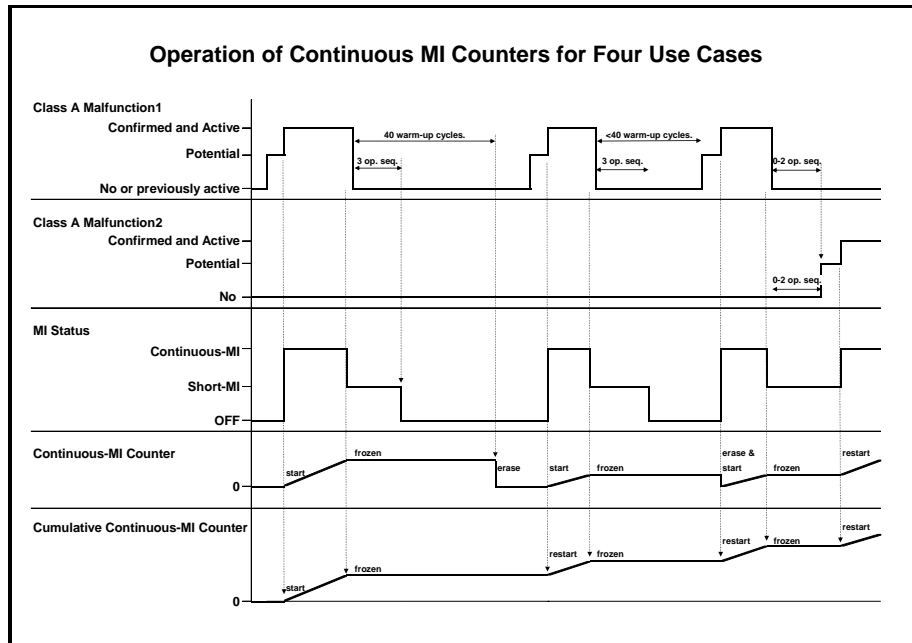 Operation of Continuous MI Counters for Four Use Cases
Class A Malfunction1
Confirmed and Active
Potential
No or previously active
40 warm-up cycles.
3 op. seq.
<40 warm-up cycles.
3 op. seq.
0-2 op. seq.
Class A Malfunction2
Confirmed and Active
Potential
No
0-2 op. seq.
MI Status
Continuous-MI
Short-MI
OFF
Continuous-MI Counter
0
start
frozen
erase
start
frozen
erase &
start
frozen
restart
Cumulative Continuous-MI Counter
0
start
frozen
restart
frozen
restart
frozen
restart